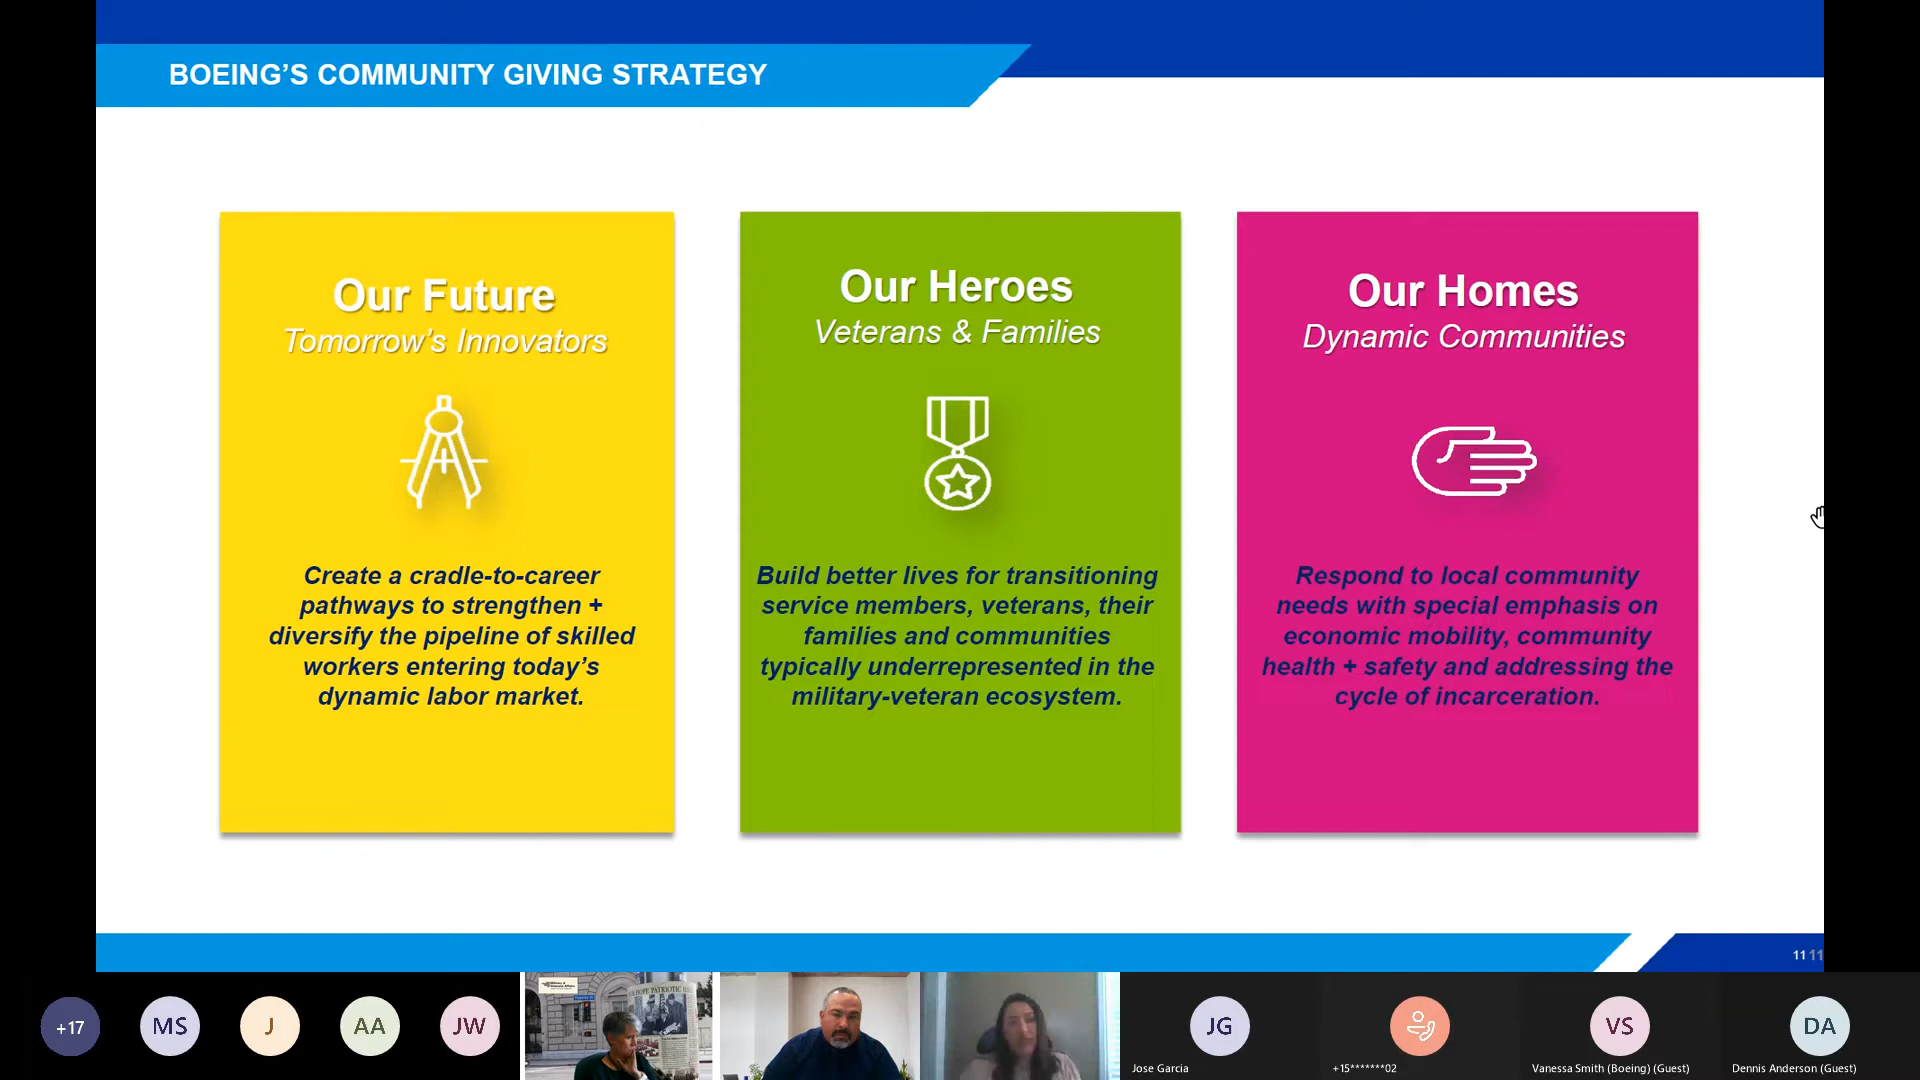 BOEING’S COMMUNITY GIVING STRATEGY
Our Future
Tomorrow’s Innovators
Create a cradle-to-career
pathways to strengthen +
diversify the pipeline of skilled
workers entering today’s
dynamic labor market.
Our Heroes
Veterans & Families
Build better lives for transitioning
service members, veterans, their
families and communities
typically underrepresented in the
military-veteran ecosystem.
Our Homes
Dynamic Communities
Respond to local community
needs with special emphasis on
economic mobility, community
health + safety and addressing the
cycle of incarceration.
11 11
+17
MS
J
AA
JW
HOPE PATRIOTIC
JG
Jose Garcia
+15*******02
VS
Vanessa Smith (Boeing) (Guest)
DA
Dennis Anderson (Guest)